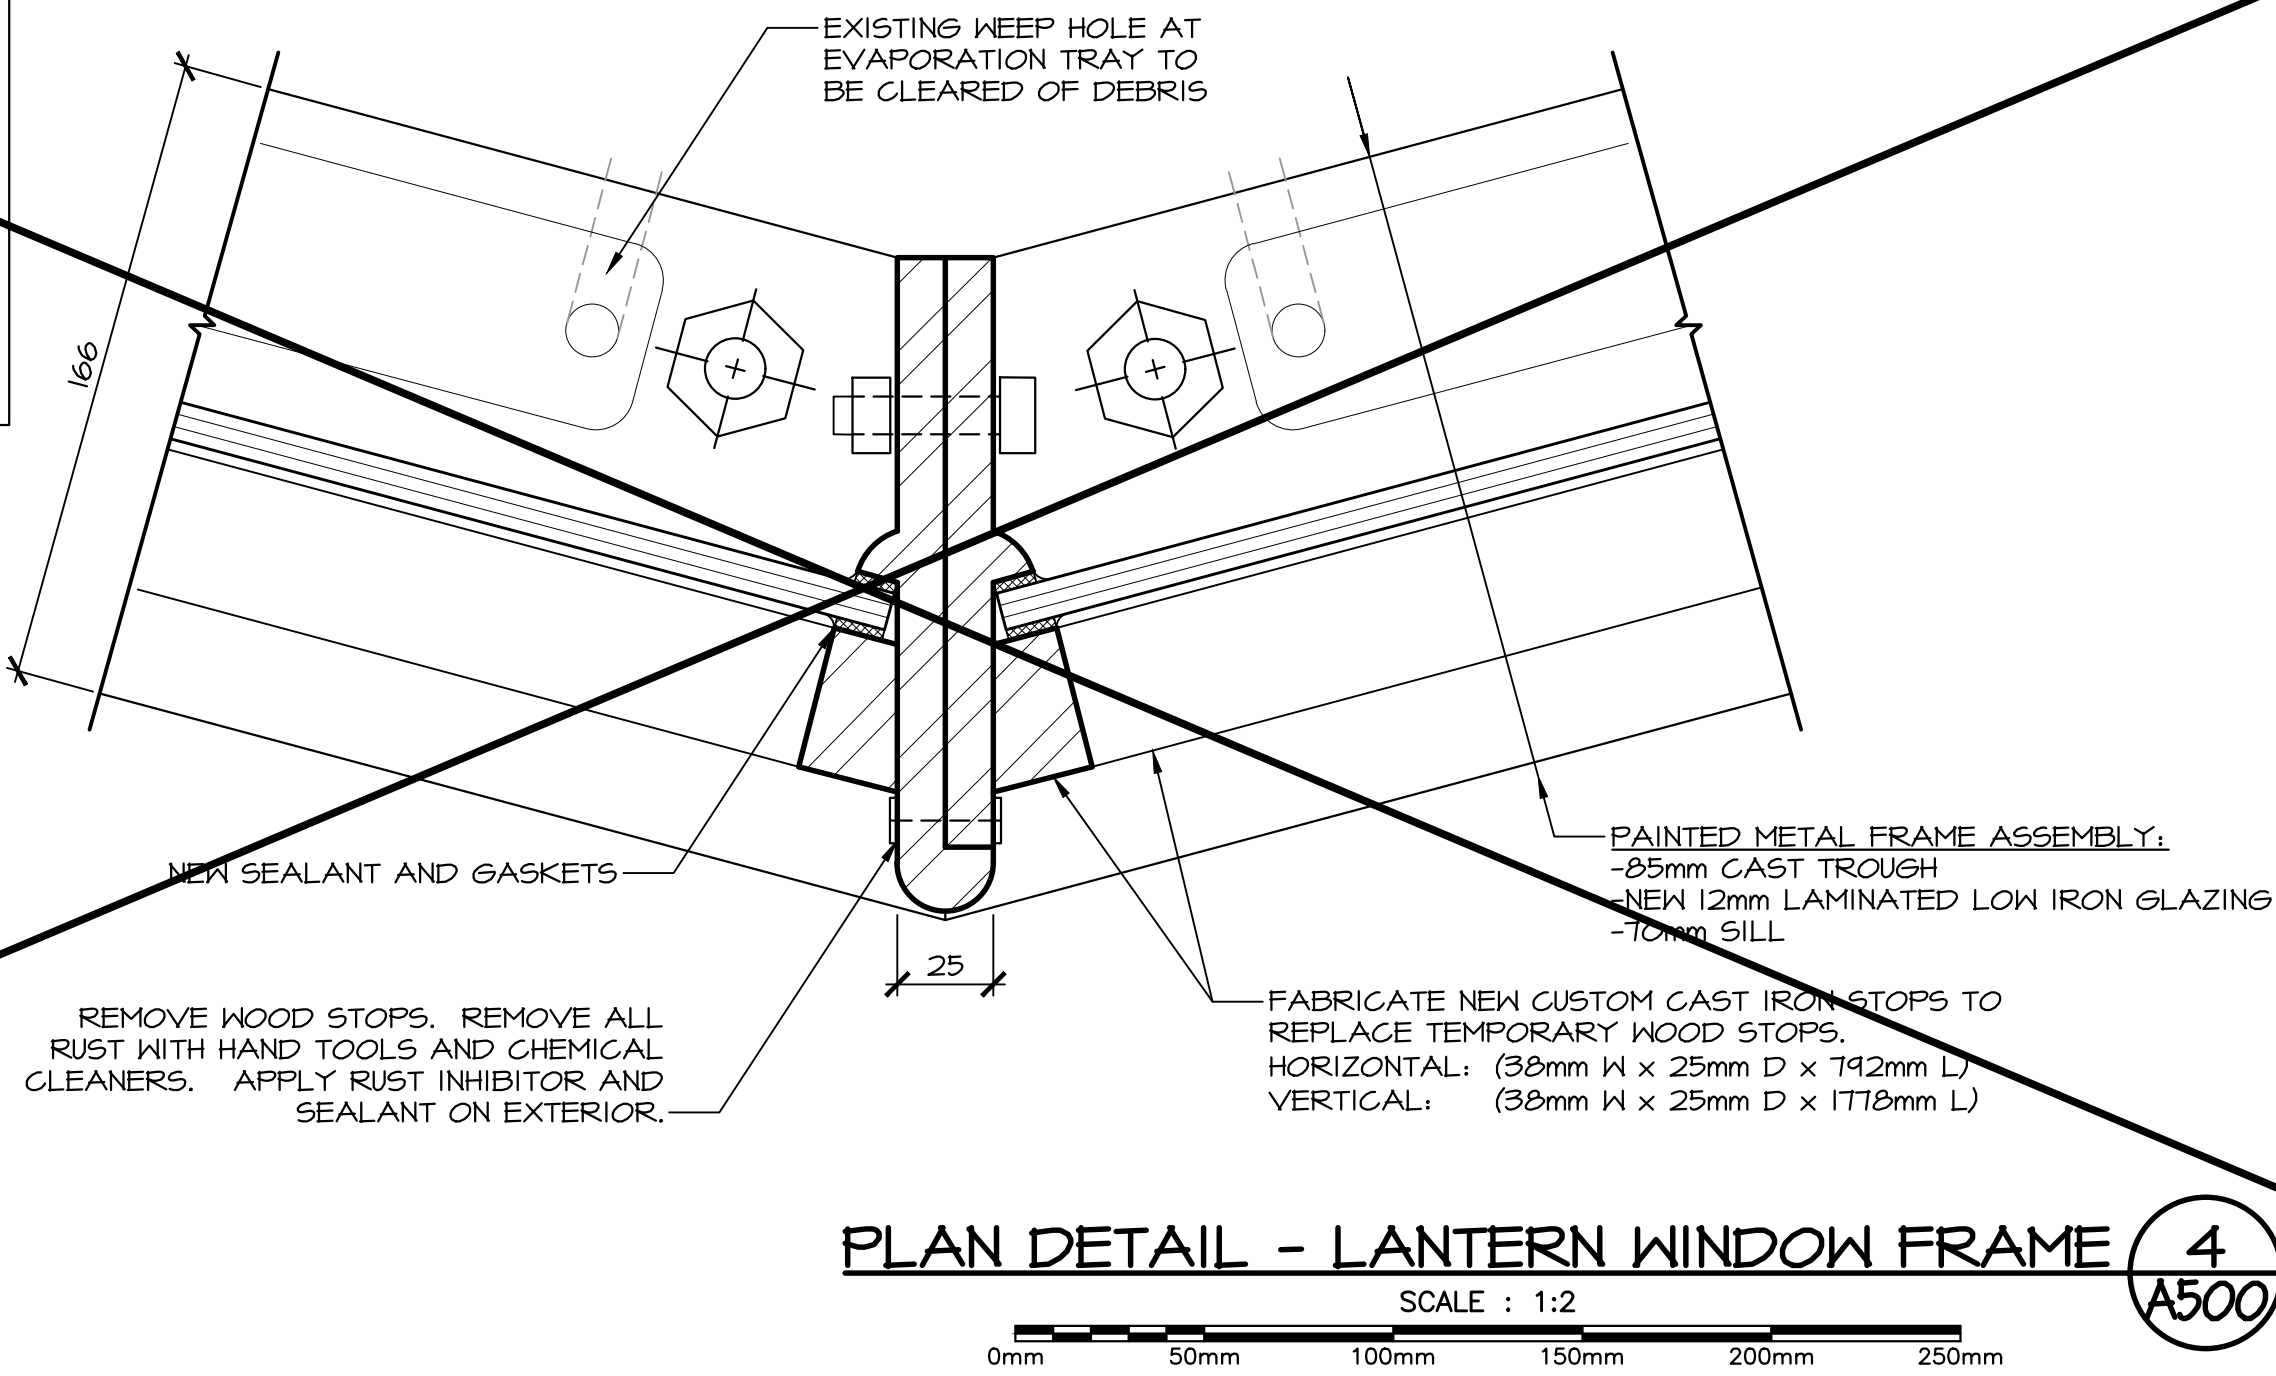 EXISTING WEEP HOLE AT
EVAPORATION TRAY TO
BE CLEARED OF DEBRIS
166
NEW SEALANT AND GASKETS
PAINTED METAL FRAME ASSEMBLY:
-85mm CAST TROUGH
-NEW 12mm LAMINATED LOW IRON GLAZING
-70mm SILL
25
REMOVE WOOD STOPS. REMOVE ALL
RUST WITH HAND TOOLS AND CHEMICAL
CLEANERS. APPLY RUST INHIBITOR AND
SEALANT ON EXTERIOR.
FABRICATE NEW CUSTOM CAST IRON STOPS TO
REPLACE TEMPORARY WOOD STOPS.
HORIZONTAL: (38mm W x 25mm D x 792mm L)
VERTICAL: (38mm W x 25mm D x 1778mm L)
PLAN DETAIL - LANTERN WINDOW FRAME
4
A500
SCALE : 1:2
0mm 50mm 100mm 150mm 200mm 250mm